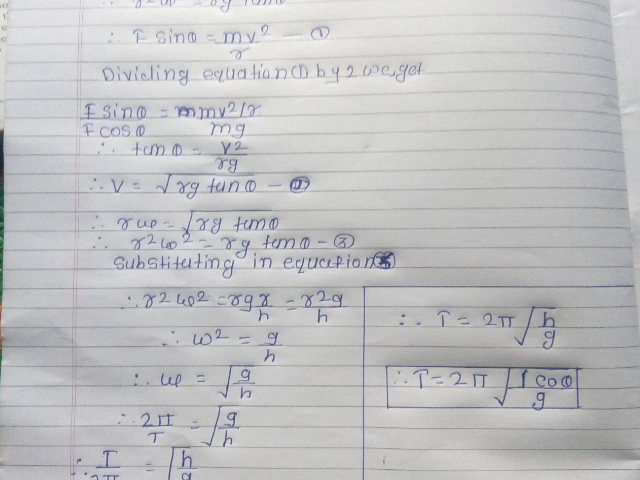 ∴ F sinθ = mv²/r — ①
Dividing equation ① by 2 we, get
F sinθ / F cosθ = mv²/r / mg
∴ tanθ = v²/rg
∴ V = √rg tanθ — ②
∴ rω = √rg tanθ
∴ r²ω² = rg tanθ — ③
Substituting in equation ③
∴ r²ω² = rg r/h = r²g/h
∴ ω² = g/h
∴ ω = √g/h
∴ 2π/T = √g/h
∴ T/2π = √h/g
∴ T = 2π √h/g
∴ T = 2π √l cosθ/g